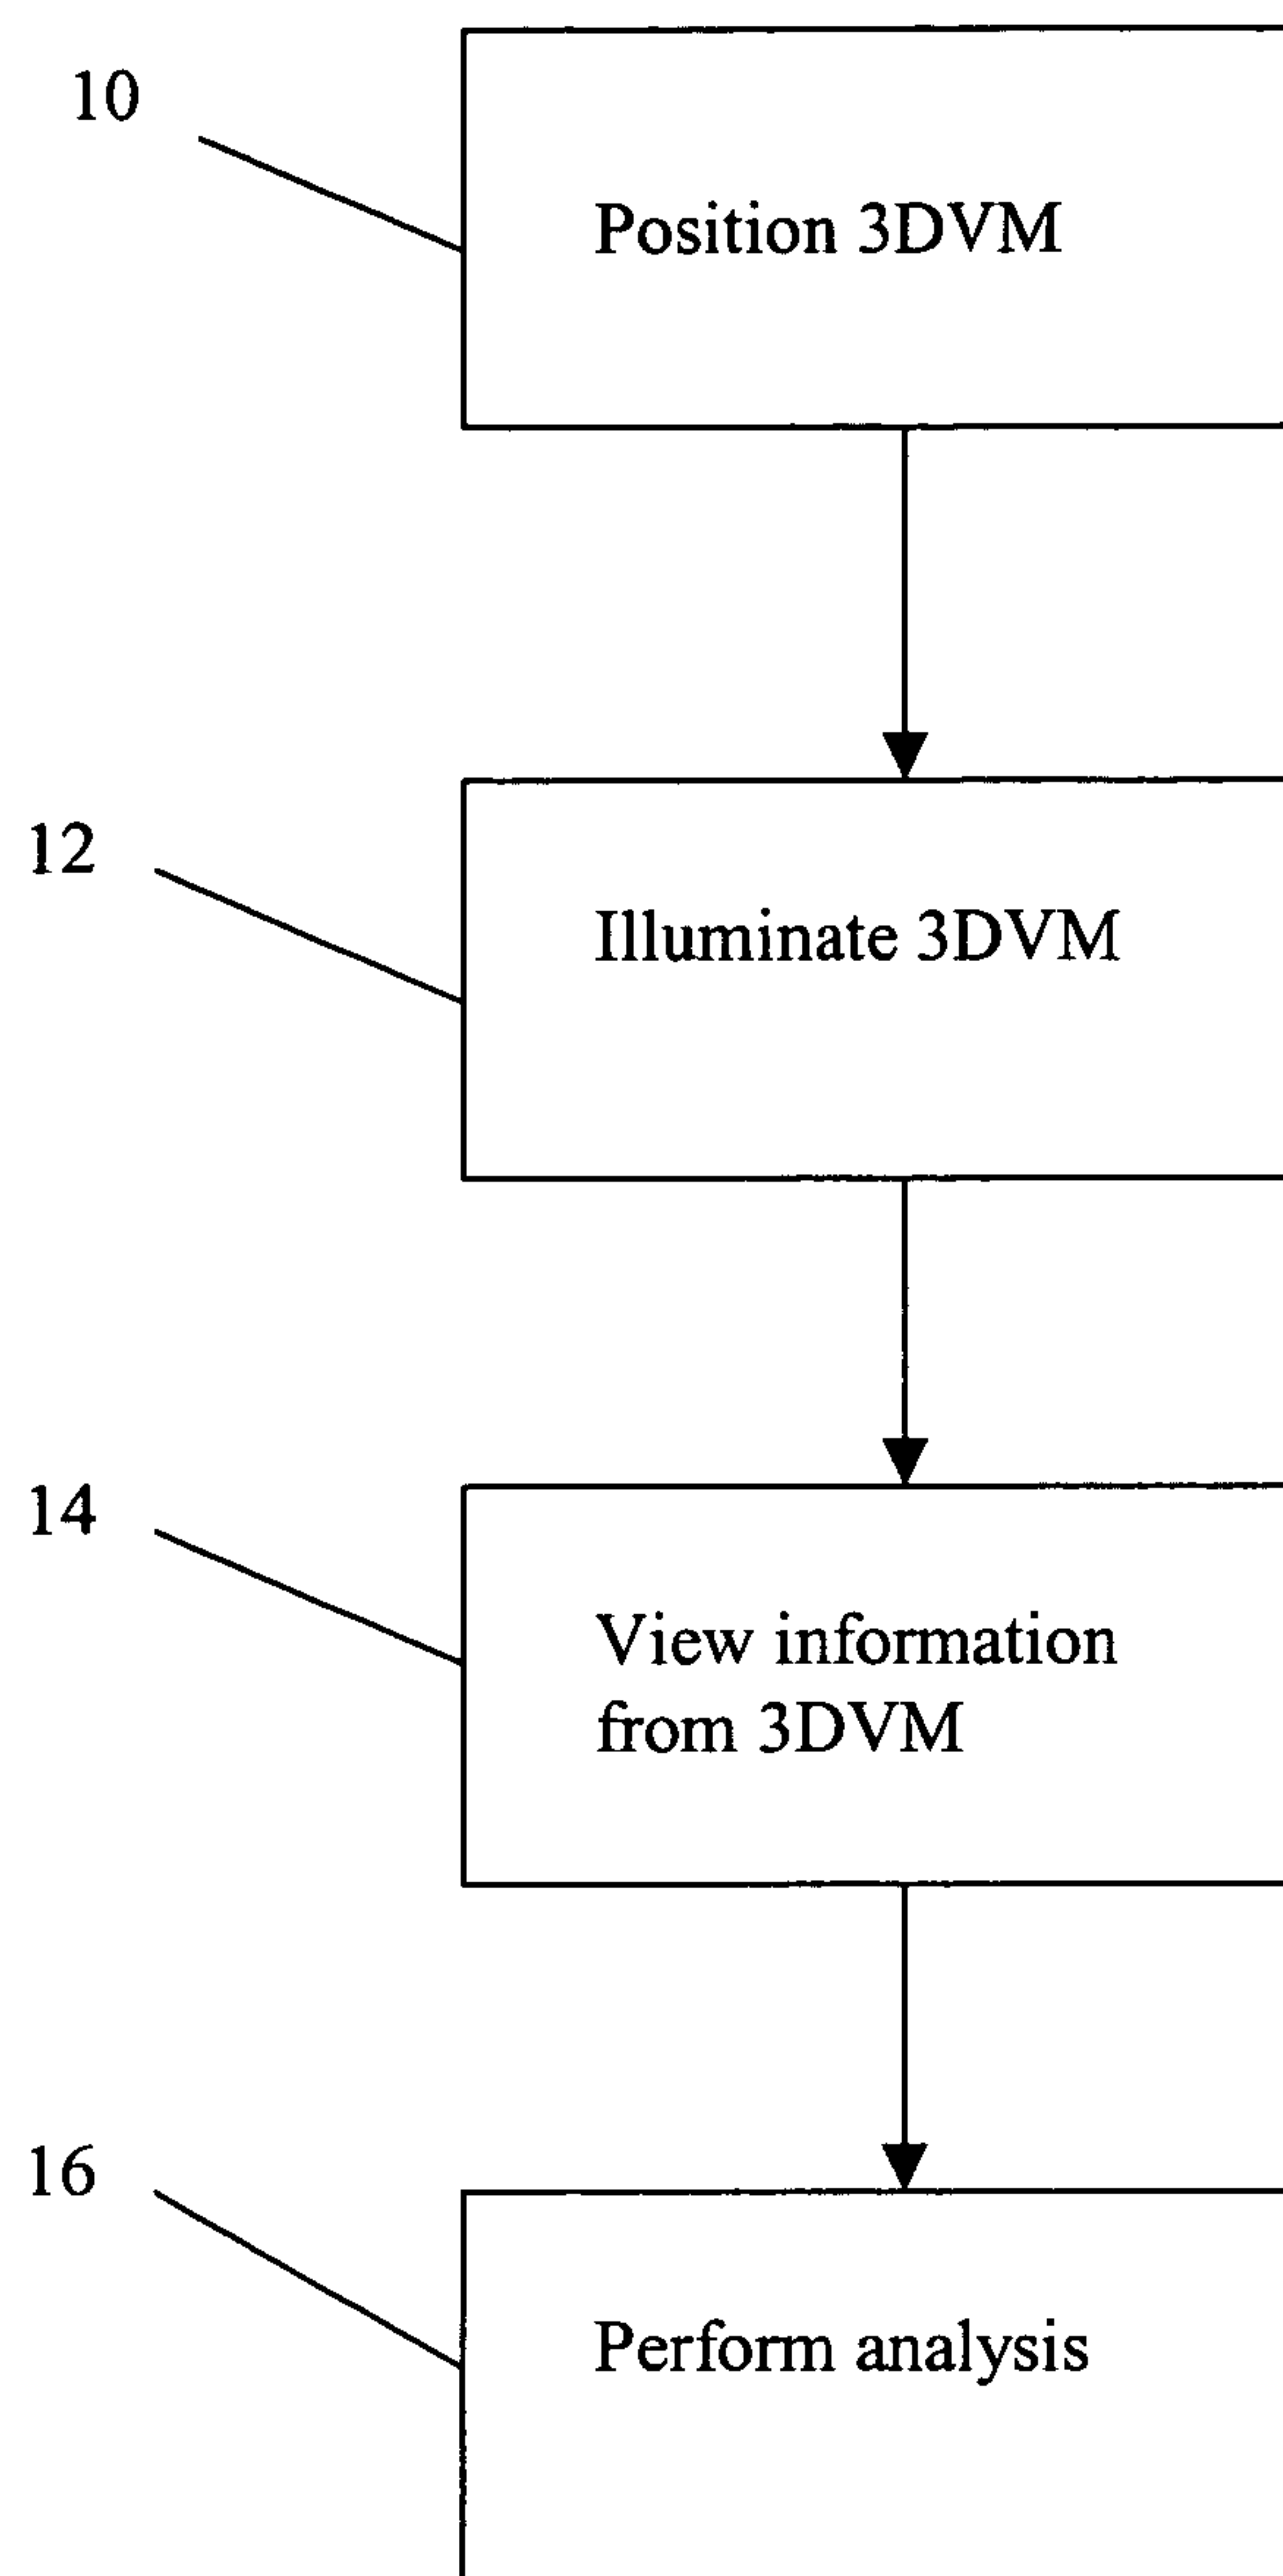 10
Position 3DVM
12
Illuminate 3DVM
14
View information
from 3DVM
16
Perform analysis